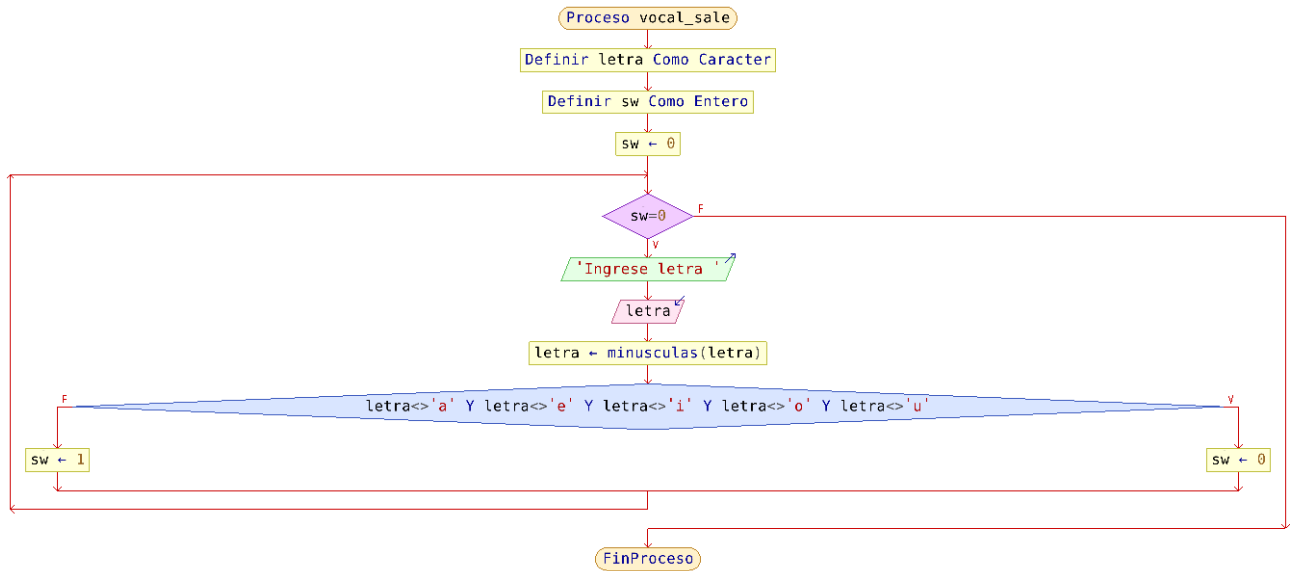 Proceso vocal_sale
Definir letra Como Caracter
Definir sw Como Entero
sw ← 0
sw=0
F
V
'Ingrese letra '
letra
letra ← minusculas(letra)
F
letra<>'a' Y letra<>'e' Y letra<>'i' Y letra<>'o' Y letra<>'u'
V
sw ← 1
sw ← 0
FinProceso